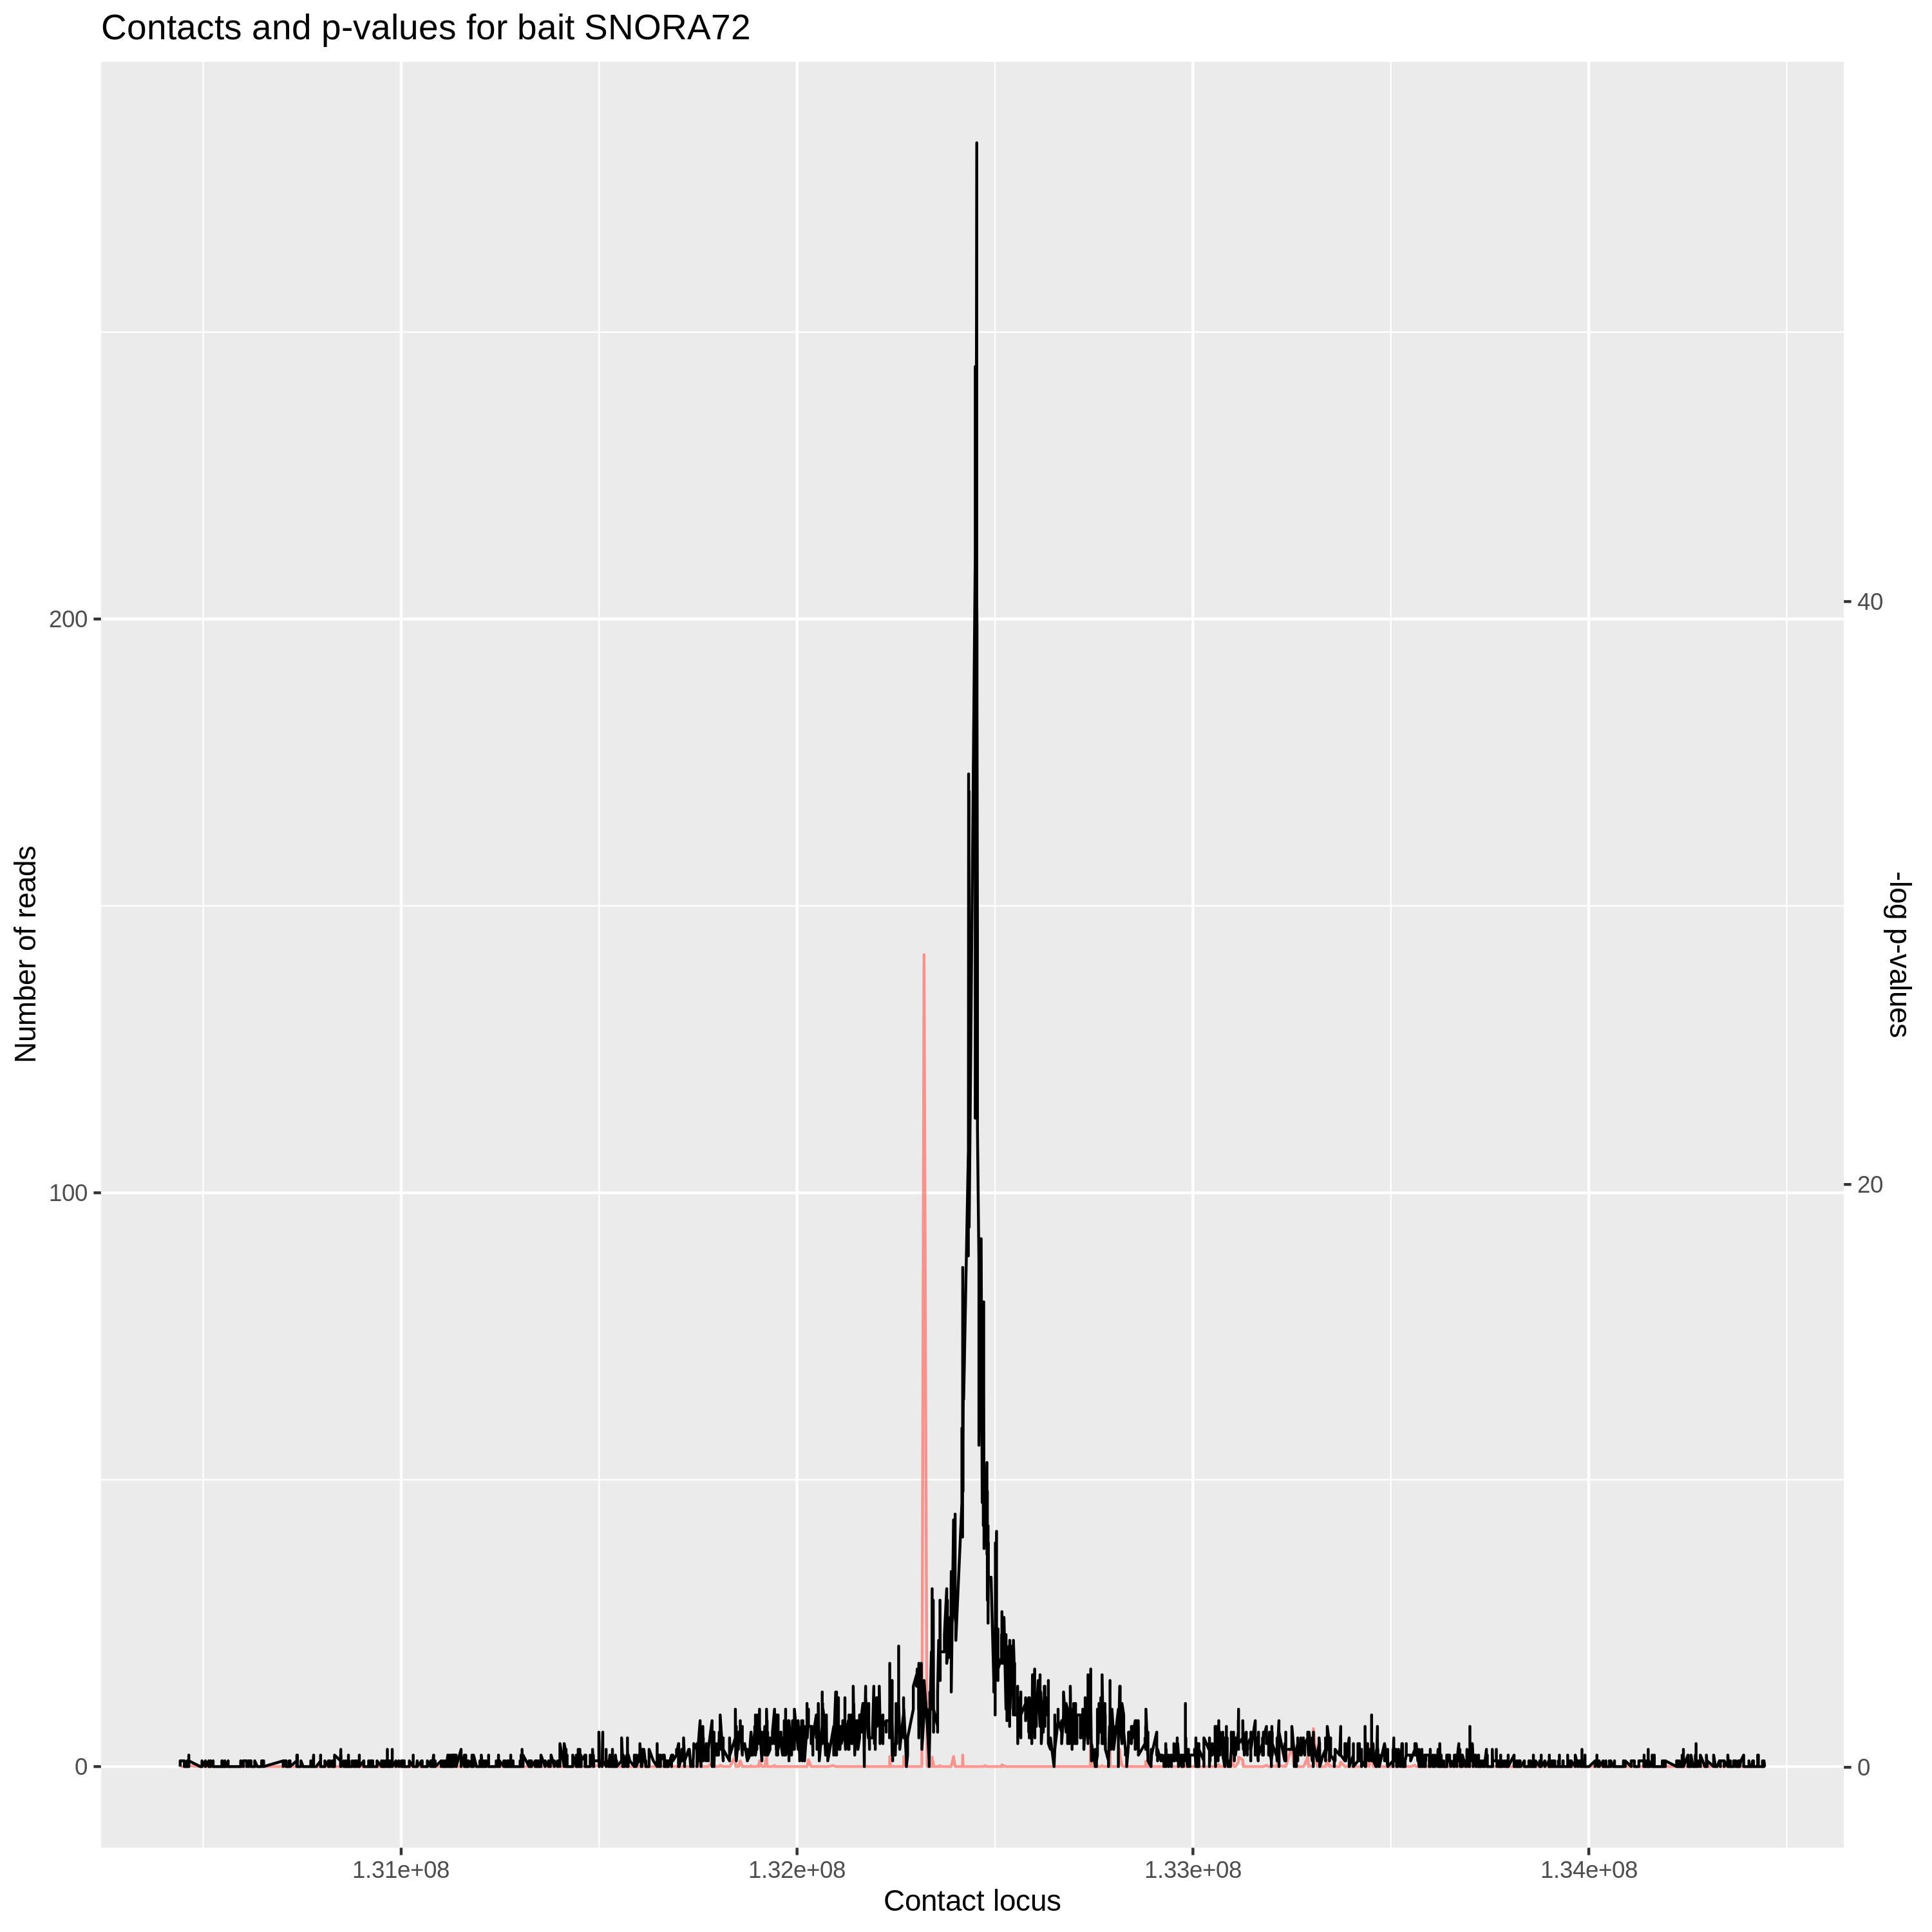 Contacts and p-values for bait SNORA72
Number of reads
200
100
0
-log p-values
40
20
0
1.31e+08 1.32e+08 1.33e+08 1.34e+08
Contact locus